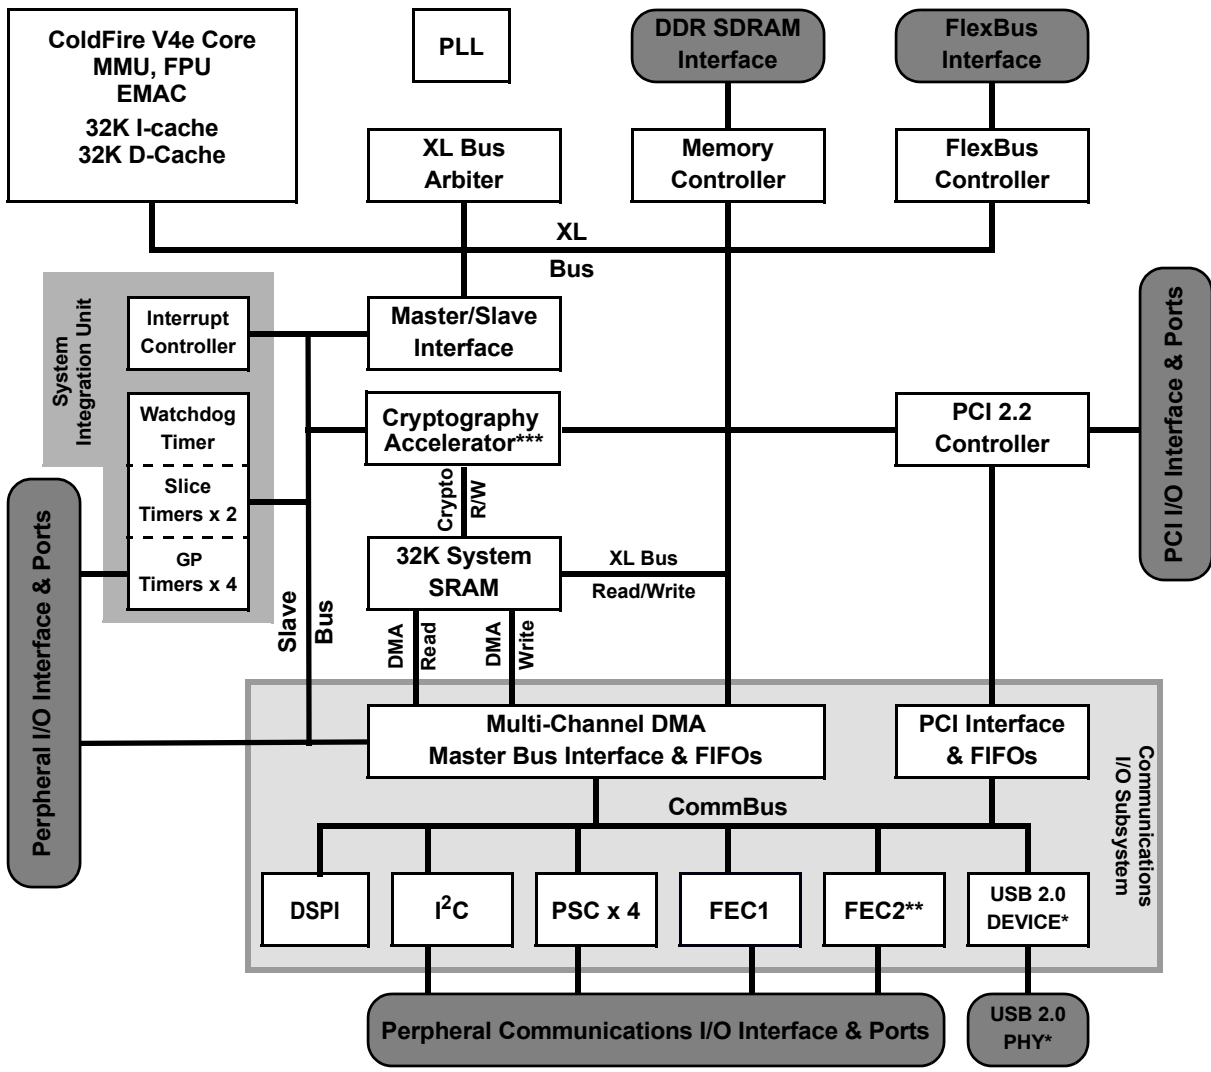 ColdFire V4e Core
MMU, FPU
EMAC
32K I-cache
32K D-Cache
PLL
DDR SDRAM
Interface
FlexBus
Interface
XL Bus
Arbiter
Memory
Controller
FlexBus
Controller
XL
Bus
System
Integration Unit
Interrupt
Controller
Master/Slave
Interface
Watchdog
Timer
Slice
Timers x 2
GP
Timers x 4
Cryptography
Accelerator***
PCI 2.2
Controller
PCI I/O Interface & Ports
Crypto
R/W
32K System
SRAM
XL Bus
Read/Write
Slave
Bus
DMA
Read
DMA
Write
Perpheral I/O Interface & Ports
Multi-Channel DMA
Master Bus Interface & FIFOs
PCI Interface
& FIFOs
Communications
I/O Subsystem
CommBus
DSPI
I2C
PSC x 4
FEC1
FEC2**
USB 2.0
DEVICE*
Perpheral Communications I/O Interface & Ports
USB 2.0
PHY*